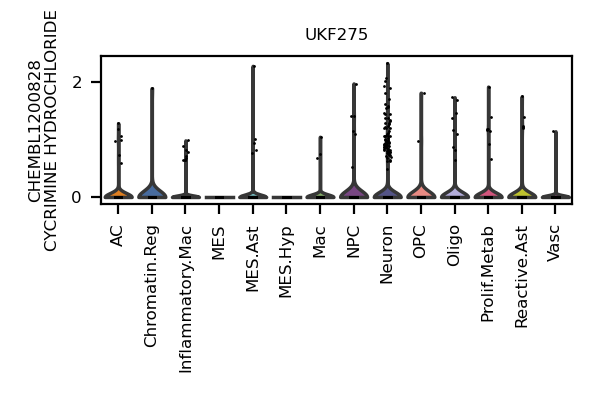 UKF275
CHEMBL1200828
CYCRIMINE HYDROCHLORIDE
2
0
AC
Chromatin.Reg
Inflammatory.Mac
MES
MES.Ast
MES.Hyp
Mac
NPC
Neuron
OPC
Oligo
Prolif.Metab
Reactive.Ast
Vasc